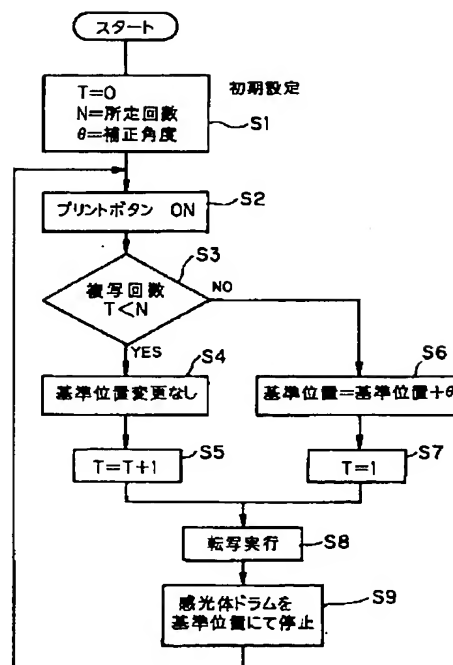 スタート
T=0
N=所定回数
θ=補正角度
初期設定
S1
プリントボタン ON
S2
複写回数
T<N
S3
NO
YES
基準位置変更なし
S4
基準位置=基準位置+θ
S6
T=T+1
S5
T=1
S7
転写実行
S8
感光体ドラムを
基準位置にて停止
S9